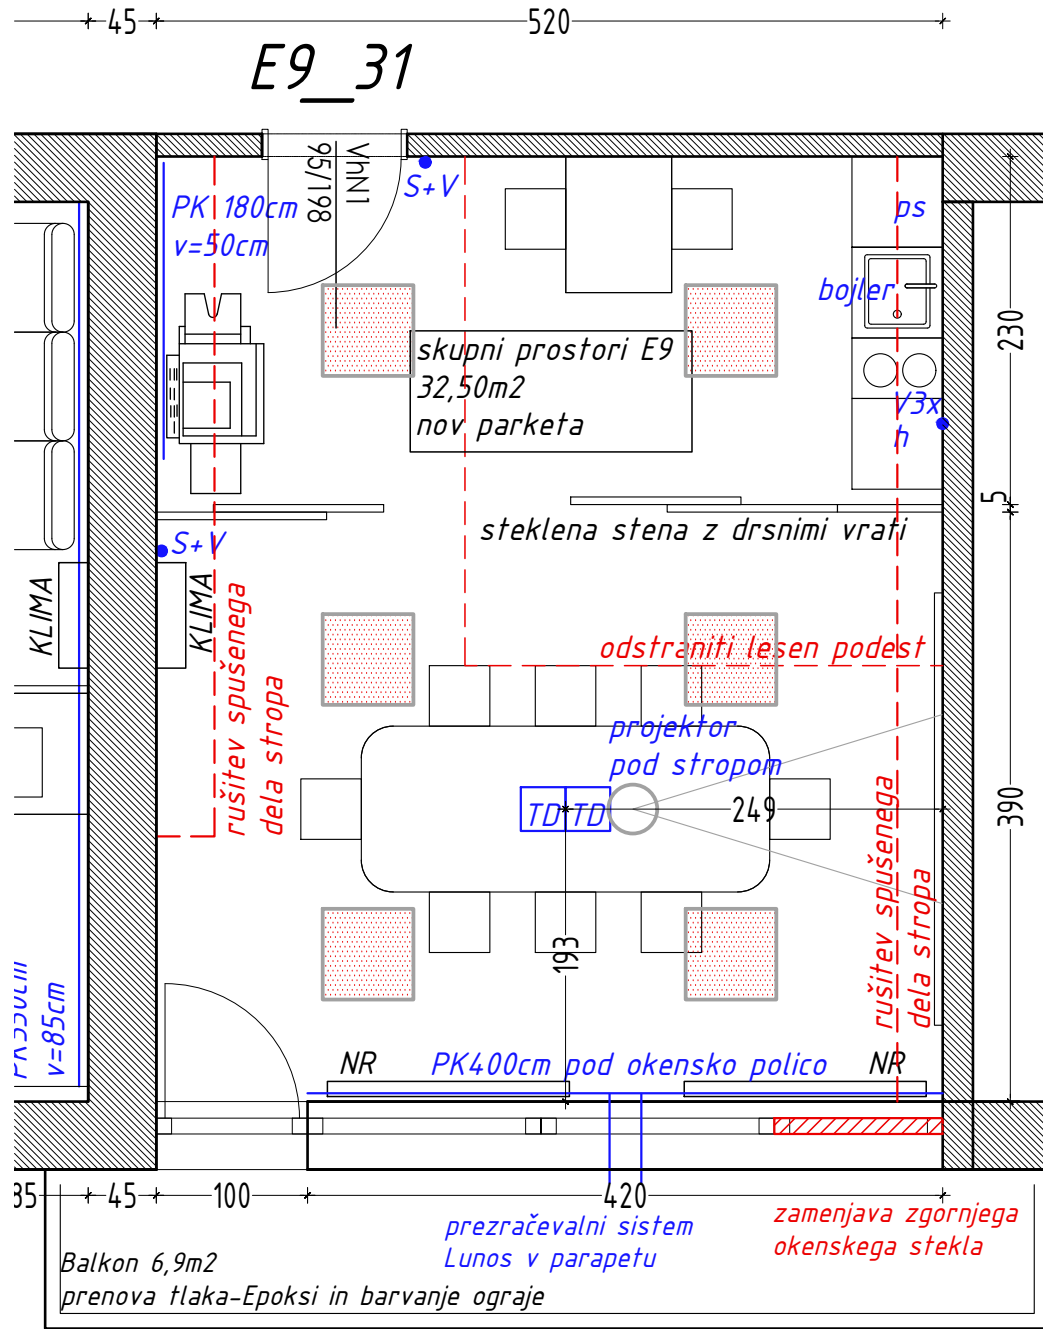 45
520
E9_31
VhN1
95/198
S+V
PK 180cm
v=50cm
ps
bojler
skupni prostori E9
32,50m2
nov parketa
V3x
h
230
5
steklena stena z drsnimi vrati
S+V
KLIMA
KLIMA
rušitev spušenega
dela stropa
odstraniti lesen podest
projektor
pod stropom
TD TD
249
390
193
rušitev spušenega
dela stropa
PK350cm
v=85cm
NR
PK400cm pod okensko polico
NR
85
45
100
420
prezračevalni sistem
Lunos v parapetu
zamenjava zgornjega
okenskega stekla
Balkon 6,9m2
prenova tlaka-Epoksi in barvanje ograje